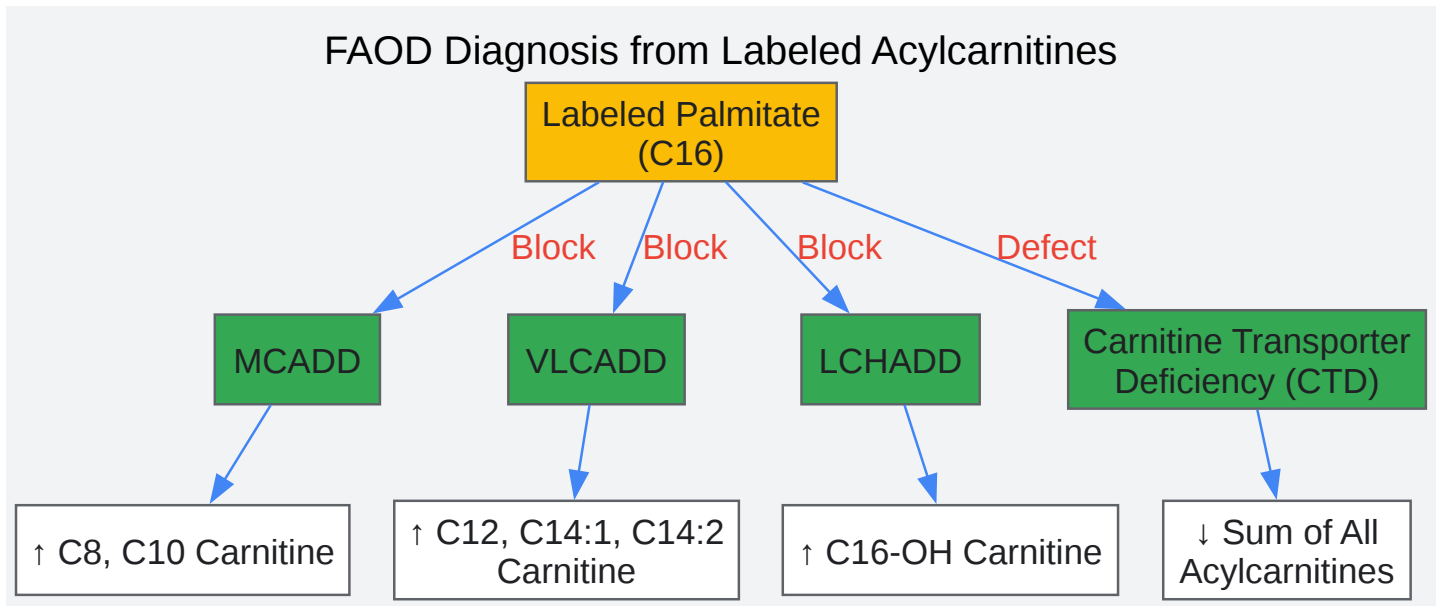 FAOD Diagnosis from Labeled Acylcarnitines
Labeled Palmitate
(C16)
Block
Block
Block
Defect
MCADD
VLCADD
LCHADD
Carnitine Transporter
Deficiency (CTD)
↑ C8, C10 Carnitine
↑ C12, C14:1, C14:2
Carnitine
↑ C16-OH Carnitine
↓ Sum of All
Acylcarnitines